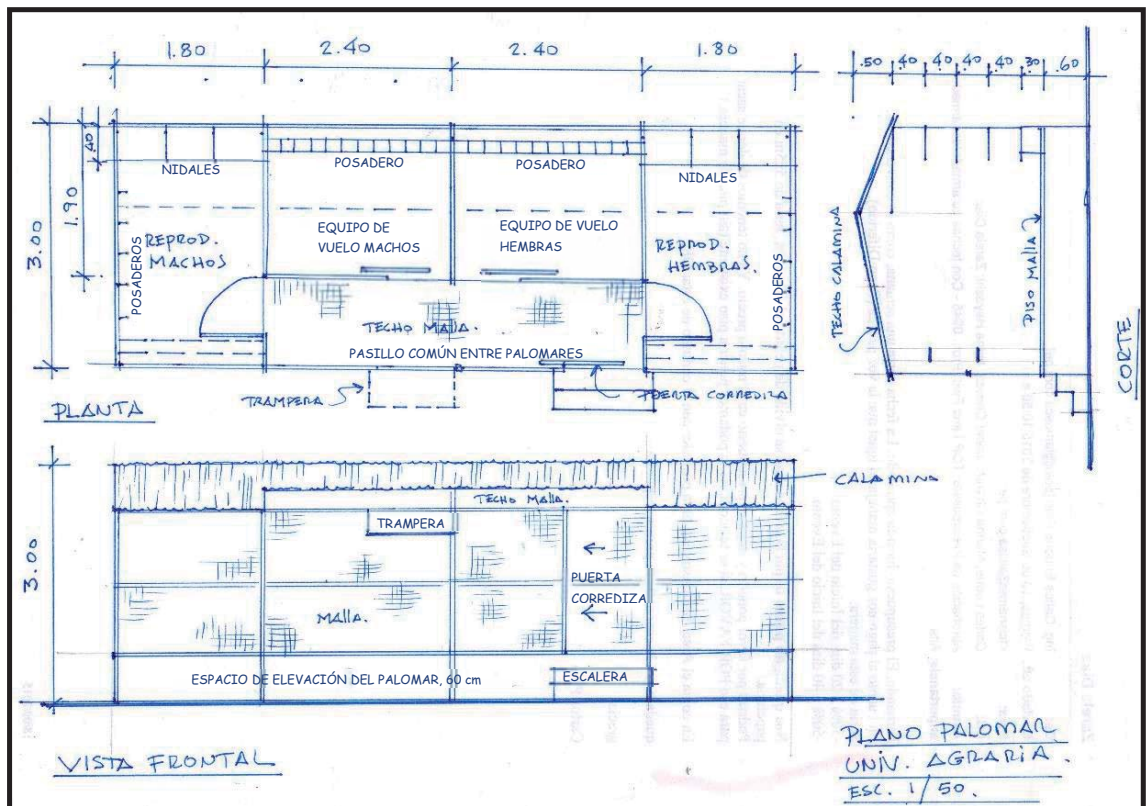 1.80 2.40 2.40 1.80
.50 .40 .40 .40 .40 .30 .60
3.00
1.90
.40
NIDALES
POSADERO
POSADERO
NIDALES
EQUIPO DE
VUELO MACHOS
EQUIPO DE VUELO
HEMBRAS
REPROD.
MACHOS
REPROD.
HEMBRAS.
POSADEROS
POSADEROS
TECHO MALLA.
PASILLO COMÚN ENTRE PALOMARES
TRAMPERA
PUERTA CORREDIZA
PLANTA
TECHO CALAMINA
PISO MALLA
CORTE
3.00
CALAMINA
TECHO MALLA.
TRAMPERA
PUERTA
CORREDIZA
MALLA.
ESPACIO DE ELEVACIÓN DEL PALOMAR, 60 cm
ESCALERA
VISTA FRONTAL
PLANO PALOMAR
UNIV. AGRARIA.
ESC. 1/50.